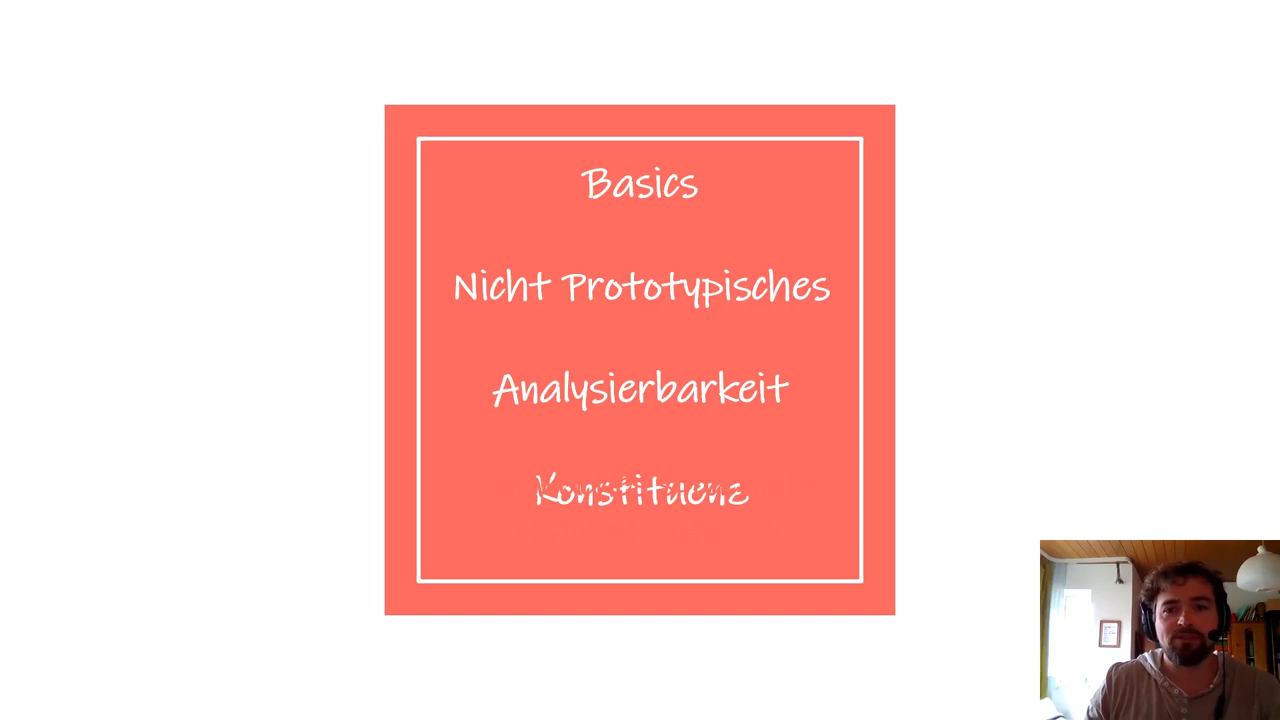 Basics
Nicht Prototypisches
Analysierbarkeit
Konstituenz